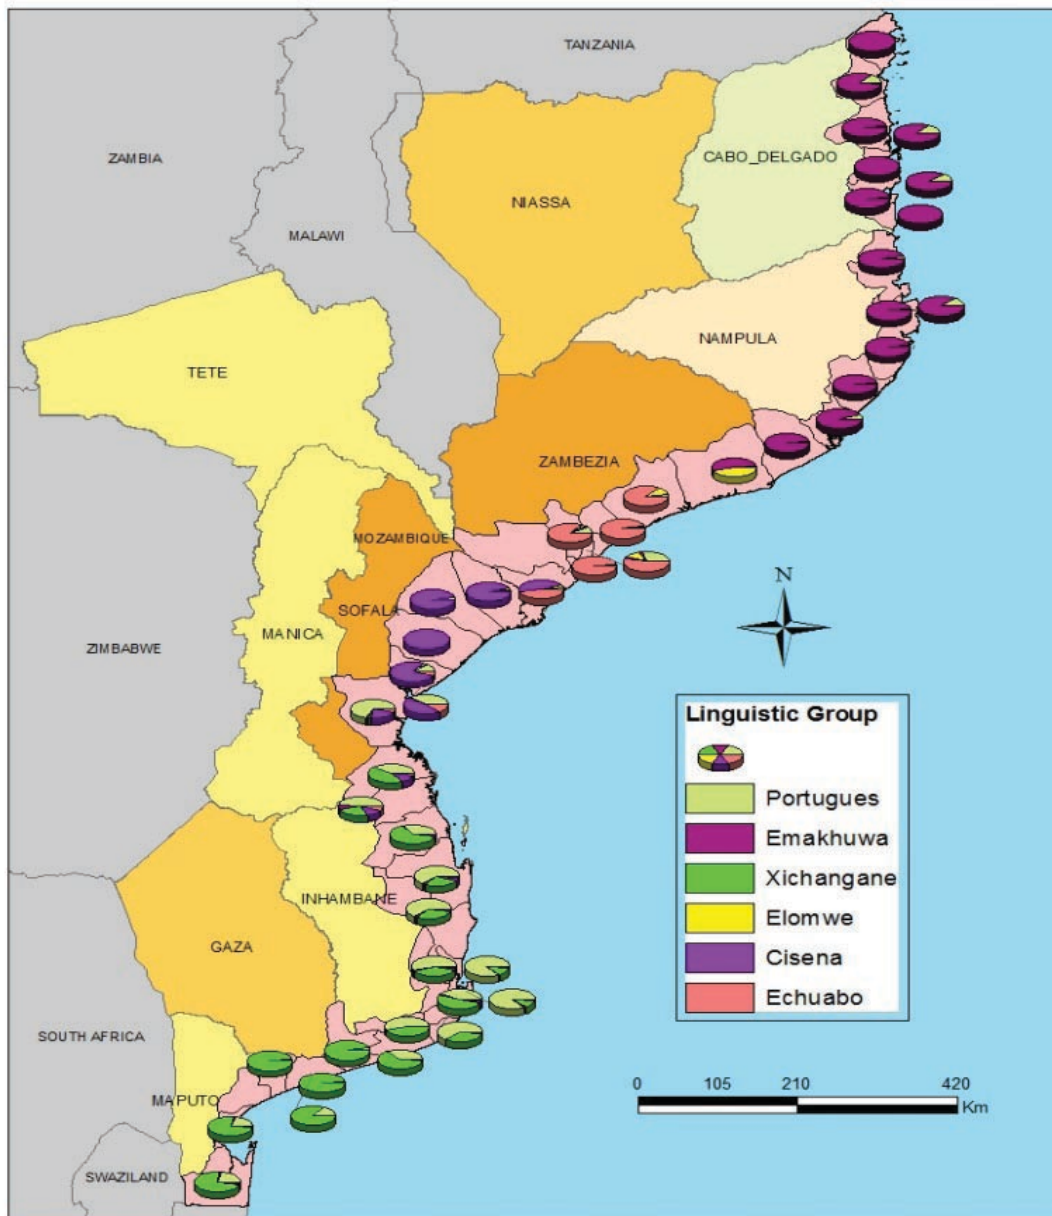 TANZANIA
ZAMBIA
CABO_DELGADO
NIASSA
MALAWI
NAMPULA
TETE
ZAMBEZIA
MOZAMBIQUE
SOFALA
MANICA
ZIMBABWE
N
Linguistic Group
Portugues
Emakhuwa
Xichangane
Elomwe
Cisena
Echuabo
INHAMBANE
GAZA
SOUTH AFRICA
MAPUTO
0 105 210 420
Km
SWAZILAND